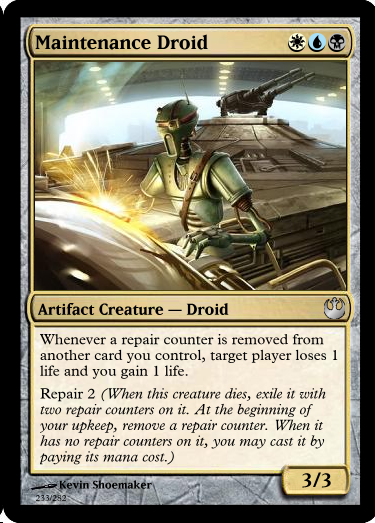 Maintenance Droid
Artifact Creature — Droid
Whenever a repair counter is removed from
another card you control, target player loses 1
life and you gain 1 life.
Repair 2 (When this creature dies, exile it with
two repair counters on it. At the beginning of
your upkeep, remove a repair counter. When it
has no repair counters on it, you may cast it by
paying its mana cost.)
Kevin Shoemaker
3/3
233/252